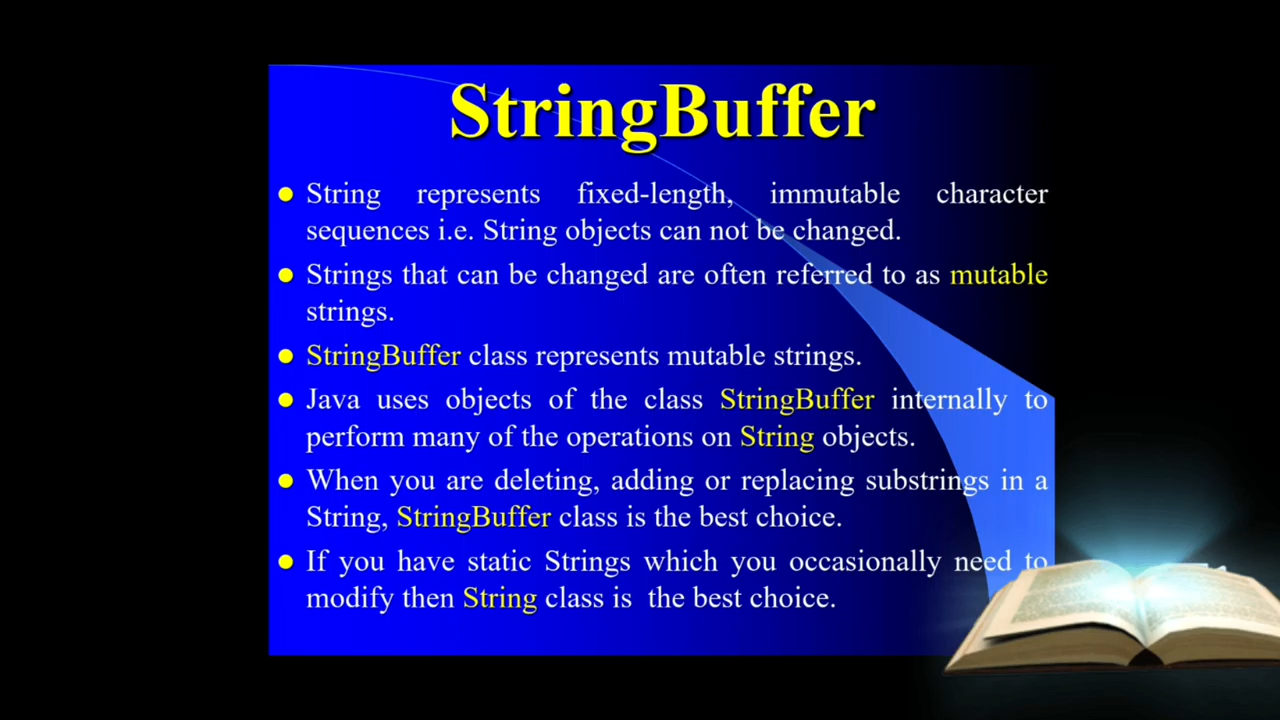 StringBuffer
String represents fixed-length, immutable character
sequences i.e. String objects can not be changed.
Strings that can be changed are often referred to as mutable
strings.
StringBuffer class represents mutable strings.
Java uses objects of the class StringBuffer internally to
perform many of the operations on String objects.
When you are deleting, adding or replacing substrings in a
String, StringBuffer class is the best choice.
If you have static Strings which you occasionally need to
modify then String class is  the best choice.